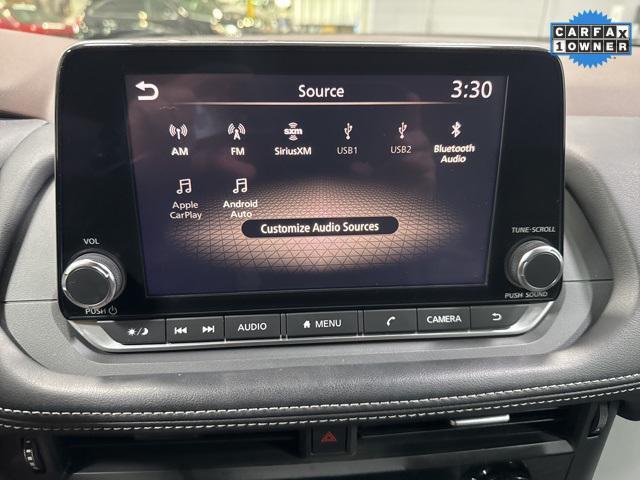 CARFAX
1 OWNER
Source 3:30
AM FM SiriusXM USB1 USB2 Bluetooth Audio
sxm
Apple CarPlay Android Auto
Customize Audio Sources
VOL
TUNE·SCROLL
PUSH
PUSH SOUND
AUDIO MENU CAMERA